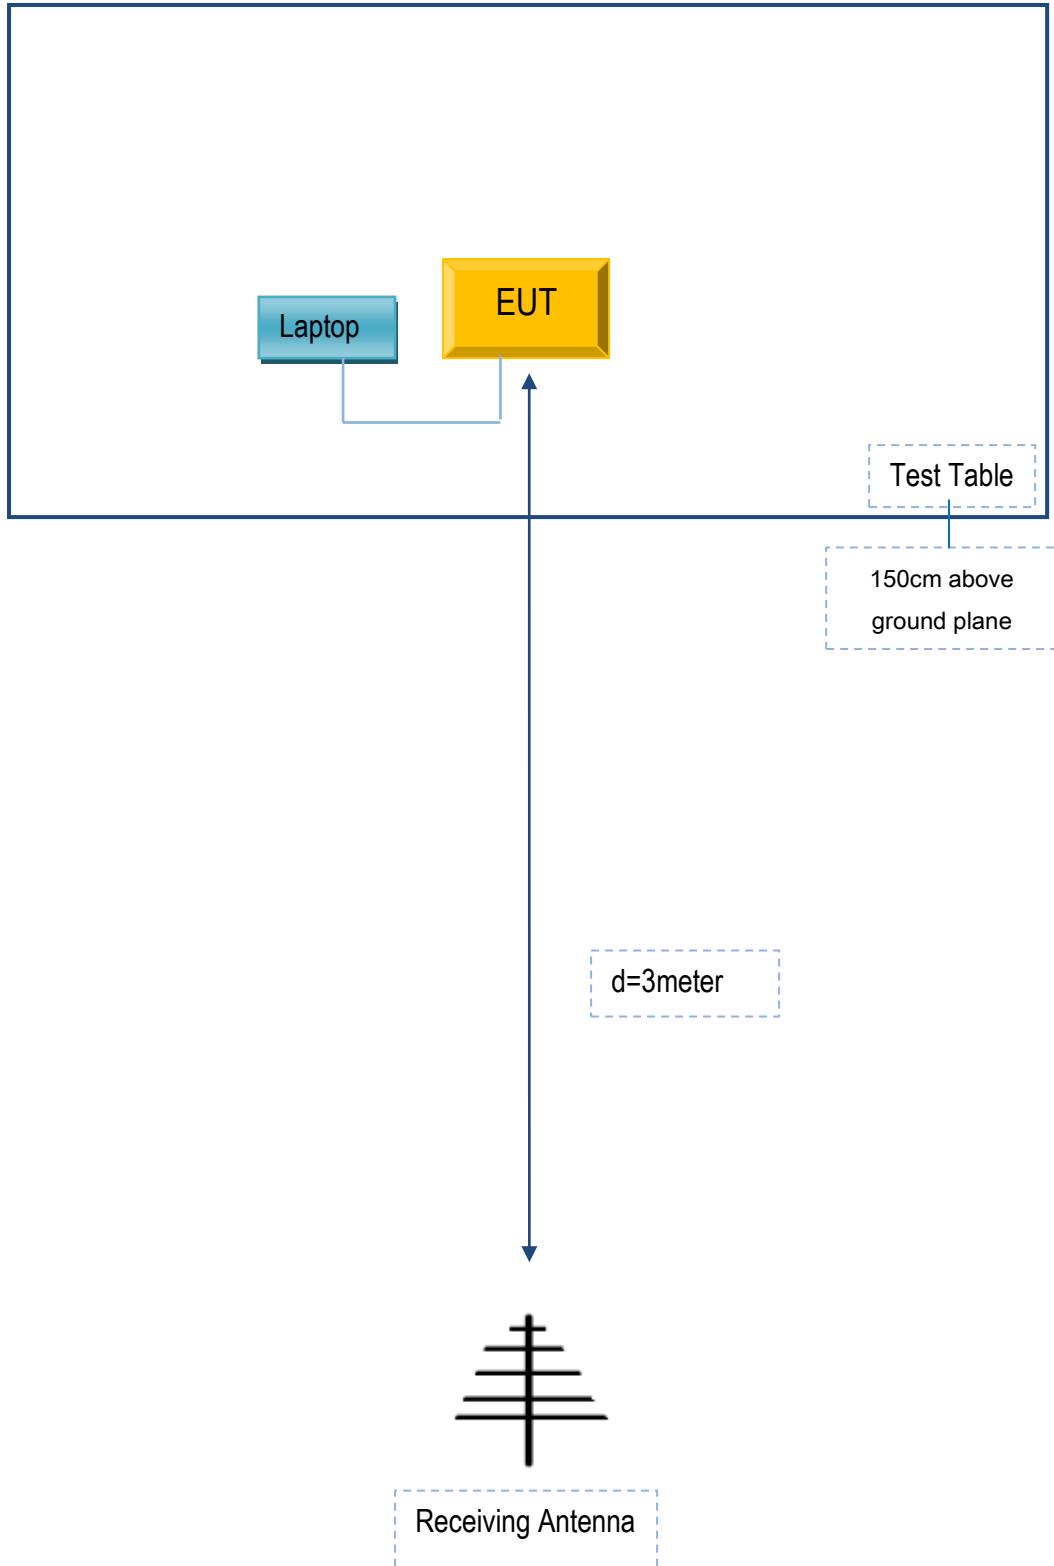 EUT
Laptop
Test Table
150cm above
ground plane
d=3meter
Receiving Antenna